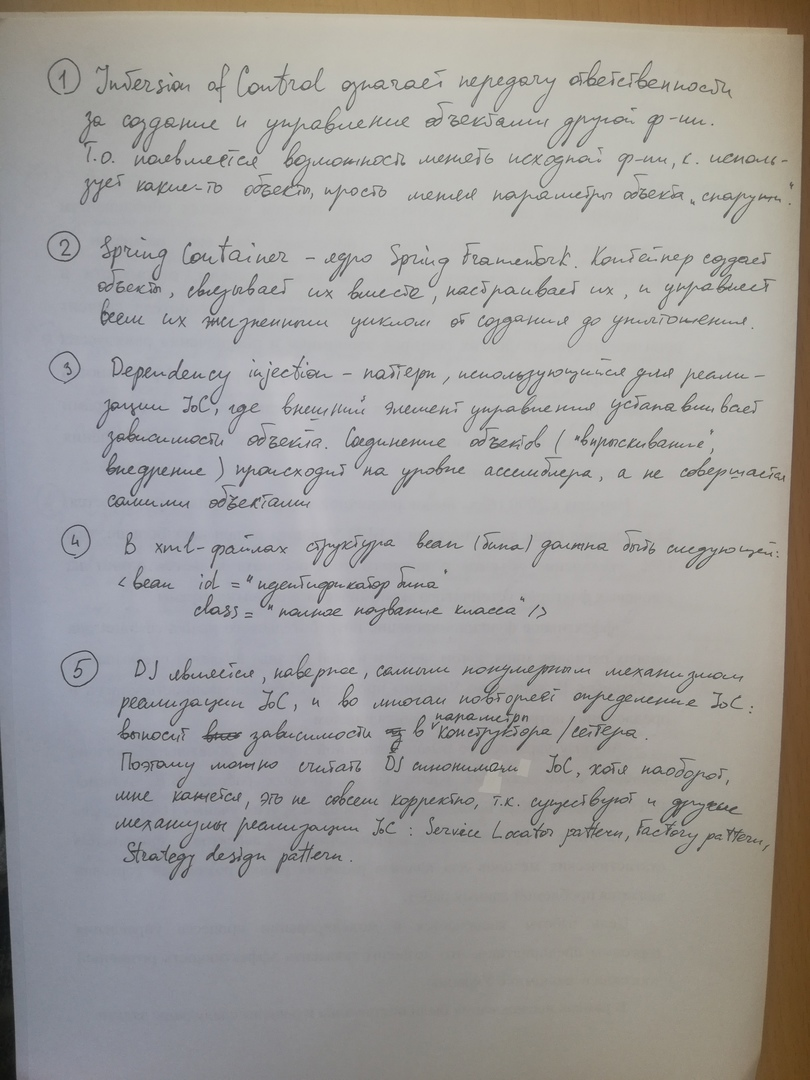 1 Intersion of Control означает передачу ответственности
за создание и управление объектами другой ф-ии.
Т.о. появляется возможность менять исходной ф-ии, к. исполь-
зует какие-то объекты, просто меняя параметры объекта „снаружи".
2 Spring Container – ядро Spring Framework. Контейнер создает
объекты, связывает их вместе, настраивает их, и управляет
всем их жизненным циклом от создания до уничтожения.
3 Dependency injection – паттерн, использующийся для реали-
зации IoC, где внешний элемент управления устанавливает
зависимости объекта. Соединение объектов ("впрыскивание",
внедрение) происходит на уровне ассемблера, а не совершается
самими объектами
4 В xml-файлах структура bean (бина) должна быть следующей:
<bean id = "идентификатор бина"
class = "полное название класса" />
5 DI является, наверное, самым популярным механизмом
реализации IoC, и во многом повторяет определение IoC:
выносит зависимости в параметры конструктора / сеттера.
Поэтому можно считать DI синонимом IoC, хотя наоборот,
мне кажется, это не совсем корректно, т.к. существуют и другие
механизмы реализации IoC : Service Locator pattern, Factory pattern,
Strategy design pattern.